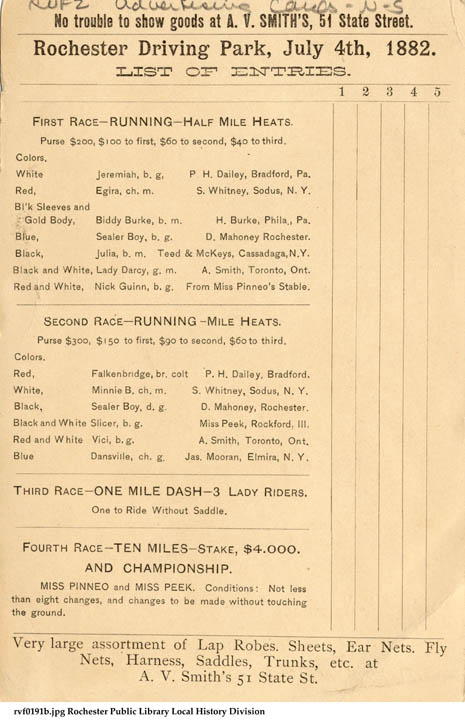 RVF2 Advertising Cards - N-S
No trouble to show goods at A. V. SMITH'S, 51 State Street.
Rochester Driving Park, July 4th, 1882.
LIST OF ENTRIES.
1 2 3 4 5
FIRST RACE—RUNNING—HALF MILE HEATS.
Purse $200, $100 to first, $60 to second, $40 to third.
Colors.
White Jeremiah, b. g, P H. Dailey, Bradford, Pa.
Red, Egira, ch. m. S. Whitney, Sodus, N. Y.
Bl'k Sleeves and
Gold Body, Biddy Burke, b. m. H. Burke, Phila,, Pa.
Blue, Sealer Boy, b. g. D. Mahoney Rochester.
Black, Julia, b. m. Teed & McKeys, Cassadaga,N.Y.
Black and White, Lady Darcy, g. m. A. Smith, Toronto, Ont.
Red and White, Nick Guinn, b. g. From Miss Pinneo's Stable.
SECOND RACE—RUNNING -MILE HEATS.
Purse $300, $150 to first, $90 to second, $60 to third.
Colors.
Red, Falkenbridge, br. colt P. H. Dailey, Bradford.
White, Minnie B, ch. m. S. Whitney, Sodus, N. Y.
Black, Sealer Boy, d. g. D. Mahoney, Rochester.
Black and White Slicer, b. g. Miss Peek, Rockford, Ill.
Red and White Vici, b. g. A. Smith, Toronto, Ont.
Blue Dansville, ch. g. Jas. Mooran, Elmira, N. Y.
THIRD RACE—ONE MILE DASH—3 LADY RIDERS.
One to Ride Without Saddle.
FOURTH RACE—TEN MILES—STAKE, $4.000.
AND CHAMPIONSHIP.
MISS PINNEO and MISS PEEK. Conditions: Not less
than eight changes, and changes to be made without touching
the ground.
Very large assortment of Lap Robes. Sheets, Ear Nets. Fly
Nets, Harness, Saddles, Trunks, etc. at
A. V. Smith's 51 State St.
rvf0191b.jpg Rochester Public Library Local History Division